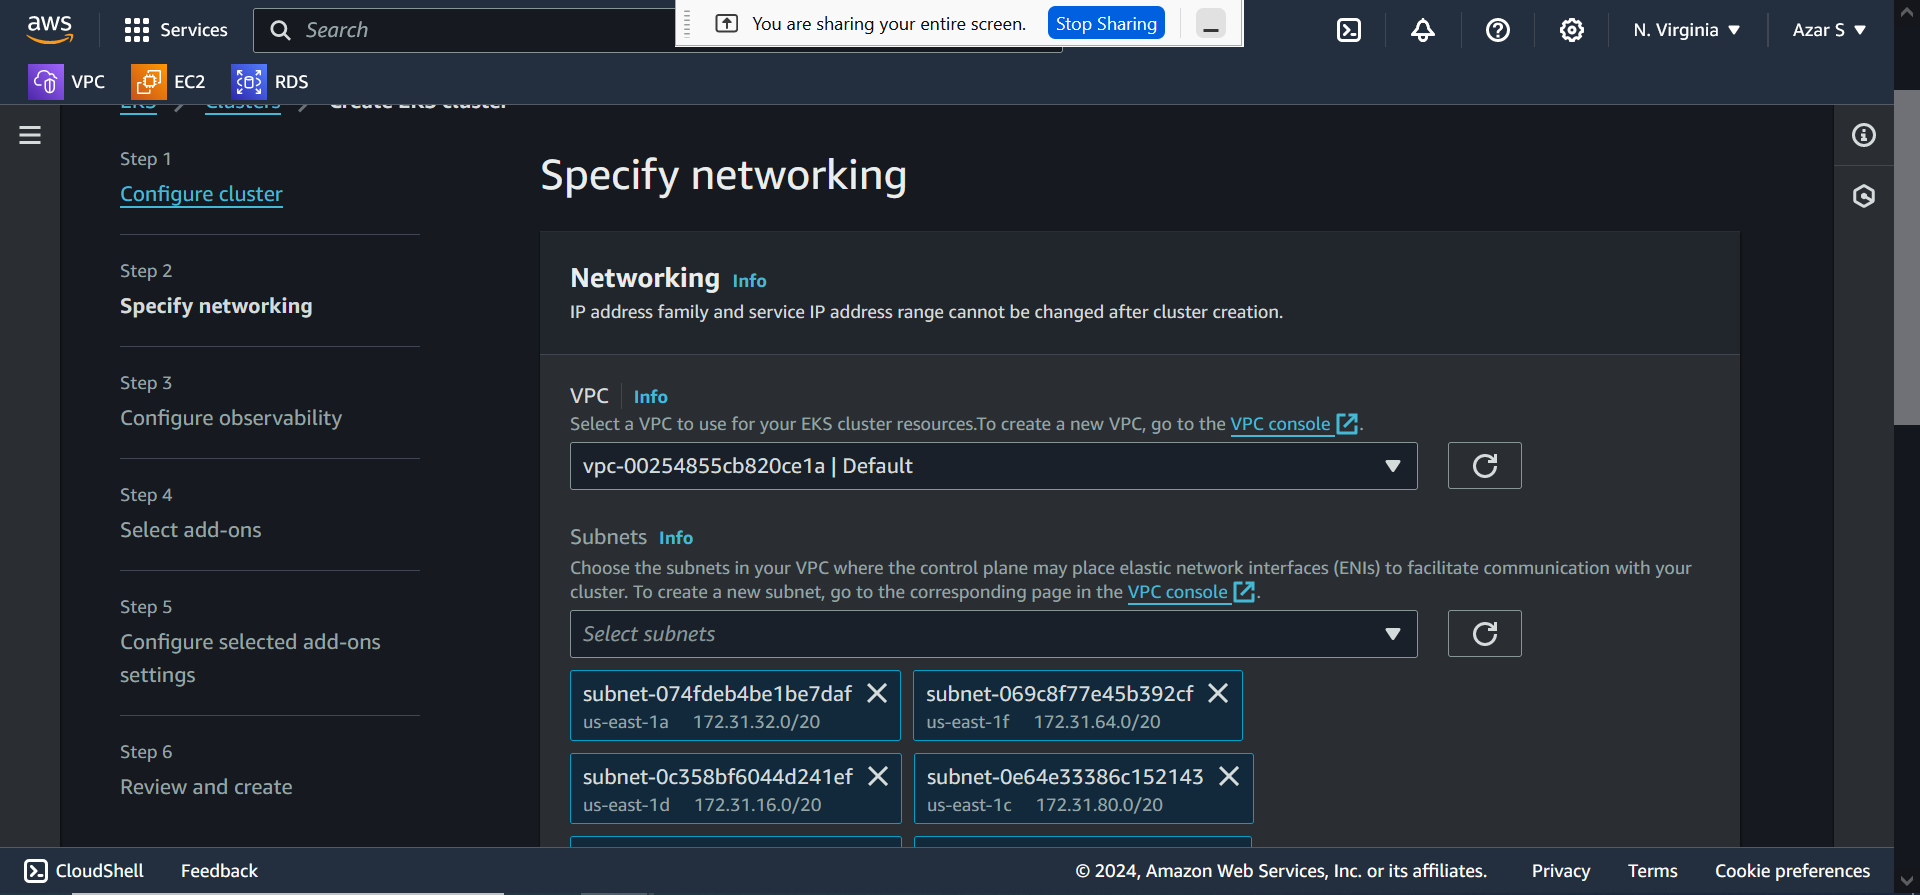 aws
Services
Search
You are sharing your entire screen.
Stop Sharing
N. Virginia
Azar S
VPC
EC2
RDS
EKS
Clusters
Create EKS cluster
Step 1
Configure cluster
Step 2
Specify networking
Step 3
Configure observability
Step 4
Select add-ons
Step 5
Configure selected add-ons
settings
Step 6
Review and create
Specify networking
Networking Info
IP address family and service IP address range cannot be changed after cluster creation.
VPC Info
Select a VPC to use for your EKS cluster resources.To create a new VPC, go to the VPC console.
vpc-00254855cb820ce1a | Default
Subnets Info
Choose the subnets in your VPC where the control plane may place elastic network interfaces (ENIs) to facilitate communication with your
cluster. To create a new subnet, go to the corresponding page in the VPC console.
Select subnets
subnet-074fdeb4be1be7daf
us-east-1a 172.31.32.0/20
subnet-069c8f77e45b392cf
us-east-1f 172.31.64.0/20
subnet-0c358bf6044d241ef
us-east-1d 172.31.16.0/20
subnet-0e64e33386c152143
us-east-1c 172.31.80.0/20
CloudShell
Feedback
© 2024, Amazon Web Services, Inc. or its affiliates.
Privacy
Terms
Cookie preferences